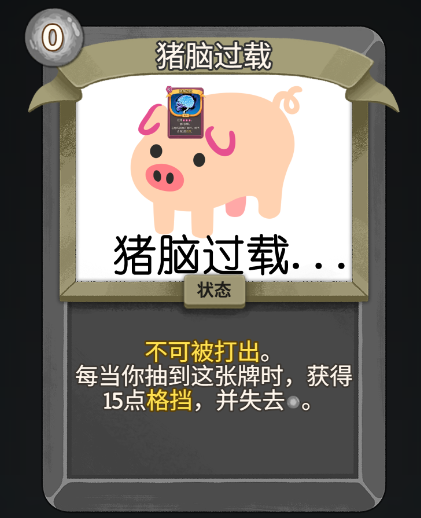 0
猪脑过载
猪脑过载...
状态
不可被打出。
每当你抽到这张牌时，获得
15点格挡，并失去。